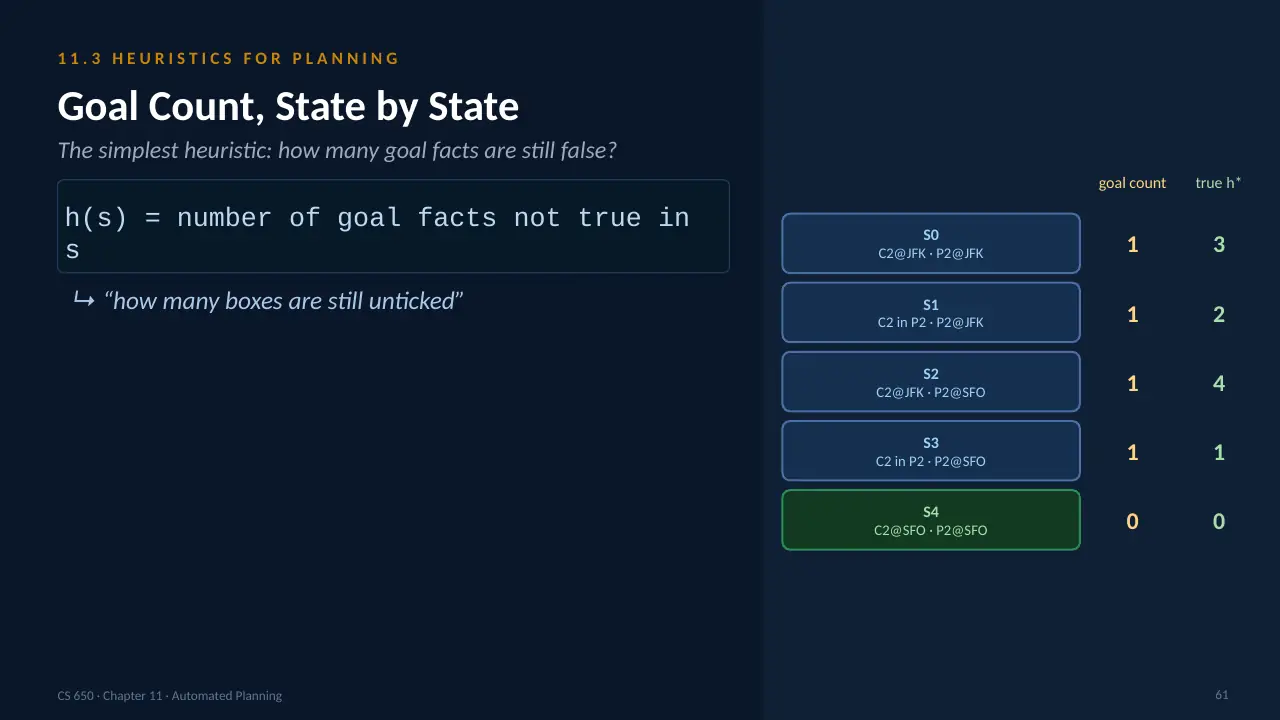 11.3 HEURISTICS FOR PLANNING
Goal Count, State by State
The simplest heuristic: how many goal facts are still false?
h(s) = number of goal facts not true in
s
↪ “how many boxes are still unticked”
goal count true h*
S0
C2@JFK · P2@JFK
1 3
S1
C2 in P2 · P2@JFK
1 2
S2
C2@JFK · P2@SFO
1 4
S3
C2 in P2 · P2@SFO
1 1
S4
C2@SFO · P2@SFO
0 0
CS 650 · Chapter 11 · Automated Planning
61